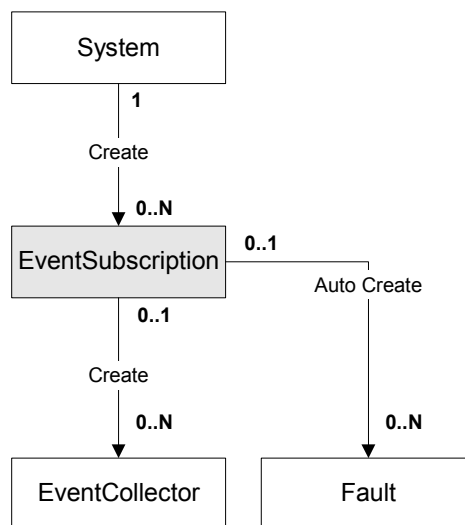 System
1
Create
0..N
EventSubscription
0..1
0..1
Auto Create
Create
0..N
0..N
EventCollector
Fault